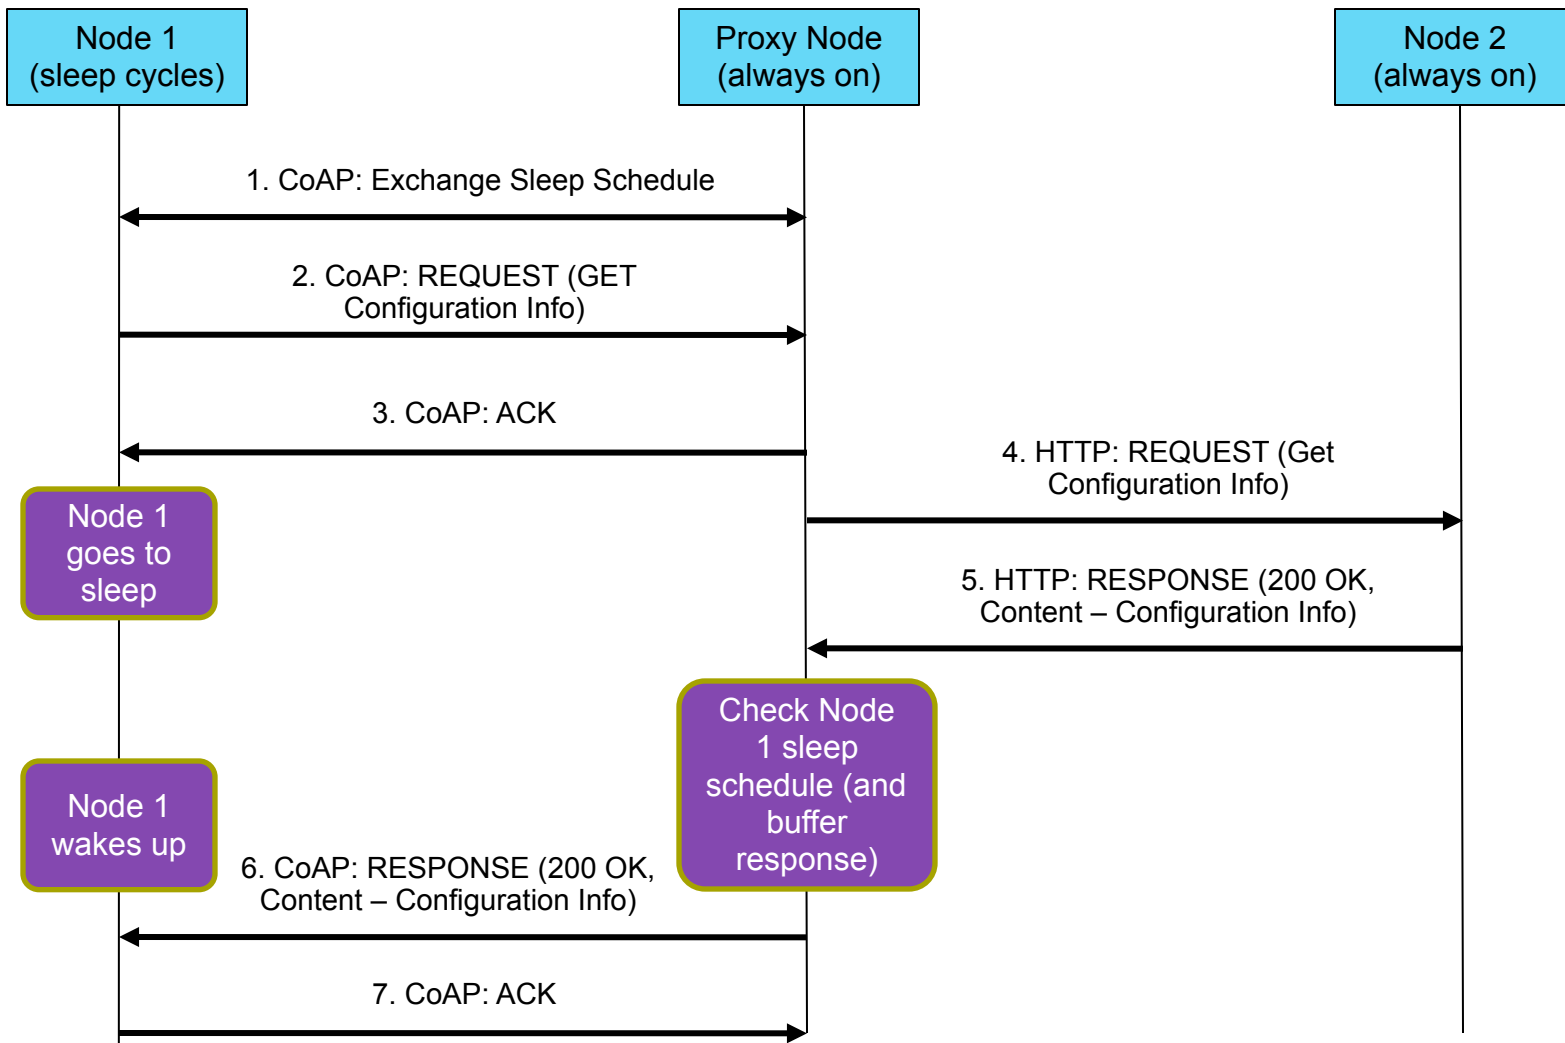 Node 1
(sleep cycles)
Proxy Node
(always on)
Node 2
(always on)
1. CoAP: Exchange Sleep Schedule
2. CoAP: REQUEST (GET
Configuration Info)
3. CoAP: ACK
4. HTTP: REQUEST (Get
Configuration Info)
Node 1
goes to
sleep
5. HTTP: RESPONSE (200 OK,
Content – Configuration Info)
Check Node
1 sleep
schedule (and
buffer
response)
Node 1
wakes up
6. CoAP: RESPONSE (200 OK,
Content – Configuration Info)
7. CoAP: ACK